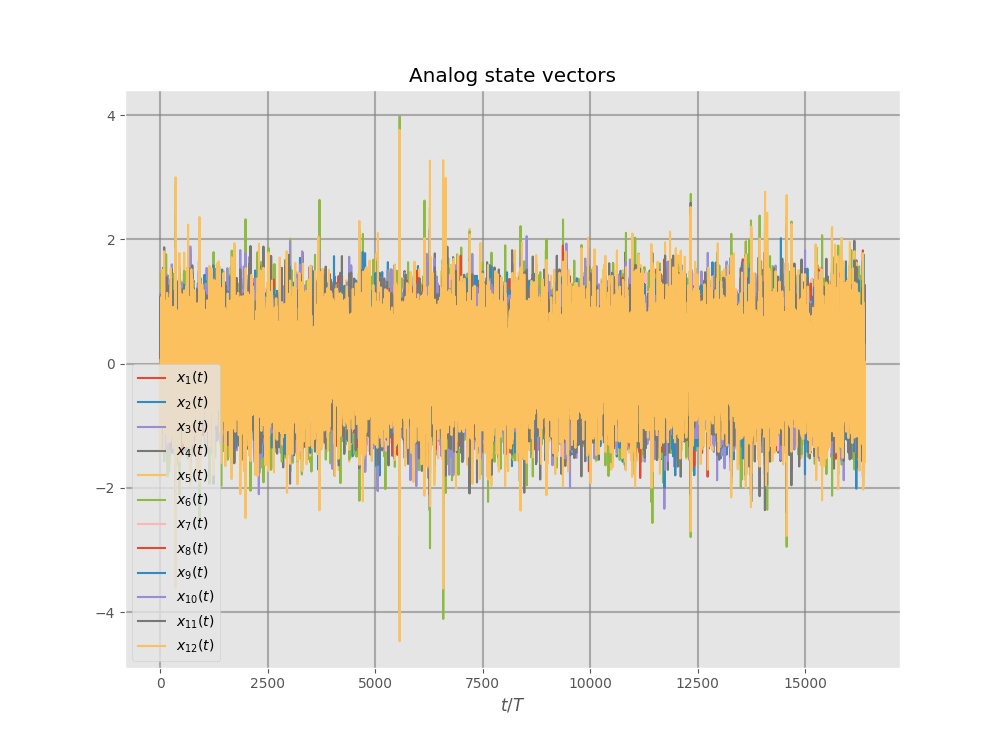 Analog state vectors
4
2
0
−2
−4
x₁(t)
x₂(t)
x₃(t)
x₄(t)
x₅(t)
x₆(t)
x₇(t)
x₈(t)
x₉(t)
x₁₀(t)
x₁₁(t)
x₁₂(t)
0 2500 5000 7500 10000 12500 15000
t/T